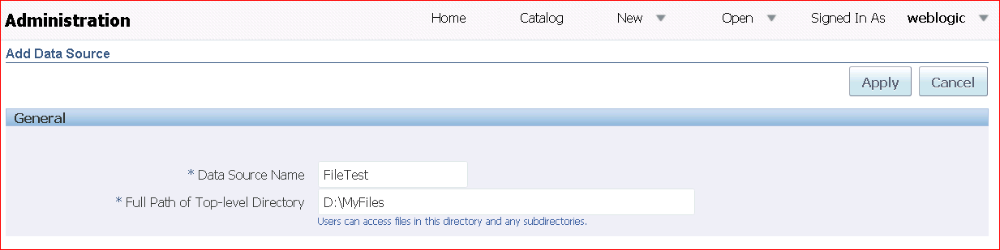 Administration Home Catalog New Open Signed In As weblogic
Add Data Source
Apply Cancel
General
* Data Source Name FileTest
* Full Path of Top-level Directory D:\MyFiles
Users can access files in this directory and any subdirectories.